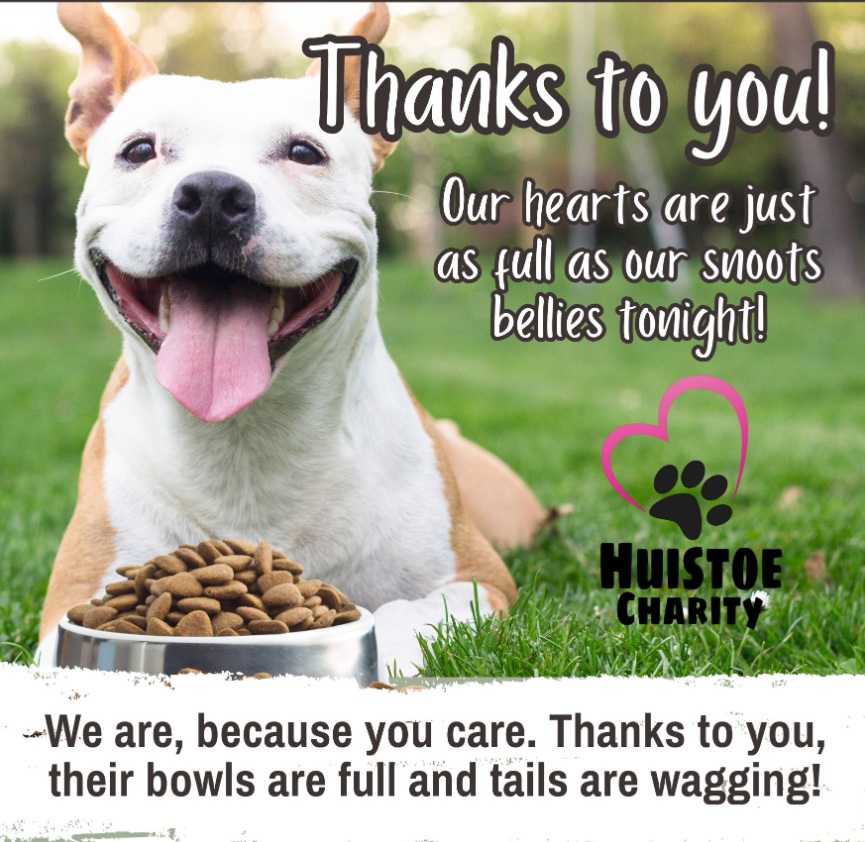 Thanks to you!
Our hearts are just
as full as our snoots
bellies tonight!
HUISTOE
CHARITY
We are, because you care. Thanks to you,
their bowls are full and tails are wagging!